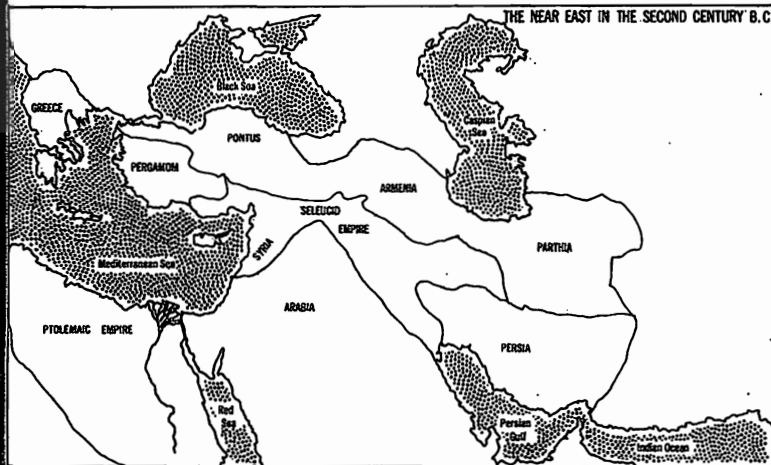 THE NEAR EAST IN THE SECOND CENTURY B.C
Black Sea
GREECE
Caspian
Sea
PONTUS
PERGAMOM
ARMENIA
SELEUCID
EMPIRE
SYRIA
PARTHIA
Mediterranean Sea
ARABIA
PTOLEMAIC EMPIRE
PERSIA
Red
Sea
Persian
Gulf
Indian Ocean